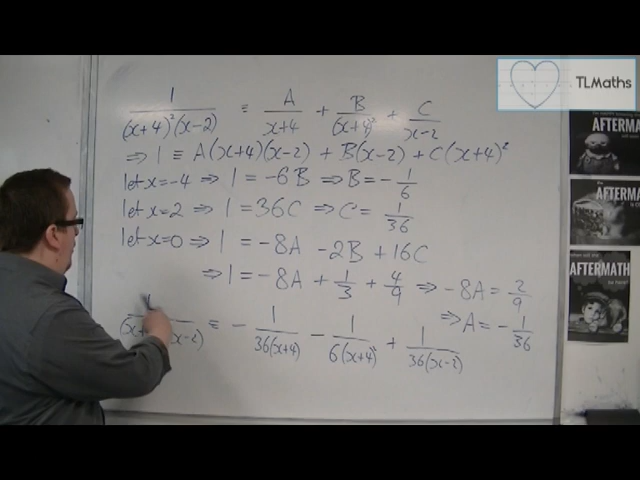 TLMaths
1/((x+4)²(x-2)) ≡ A/(x+4) + B/(x+4)² + C/(x-2)
⇒ 1 ≡ A(x+4)(x-2) + B(x-2) + C(x+4)²
let x=-4 ⇒ 1 = -6B ⇒ B = -1/6
let x=2 ⇒ 1 = 36C ⇒ C = 1/36
let x=0 ⇒ 1 = -8A -2B + 16C
⇒ 1 = -8A + 1/3 + 4/9 ⇒ -8A = 2/9
⇒ A = -1/36
≡ - 1/(36(x+4)) - 1/(6(x+4)²) + 1/(36(x-2))
AFTERMA
AFTERMA
AFTERMATH